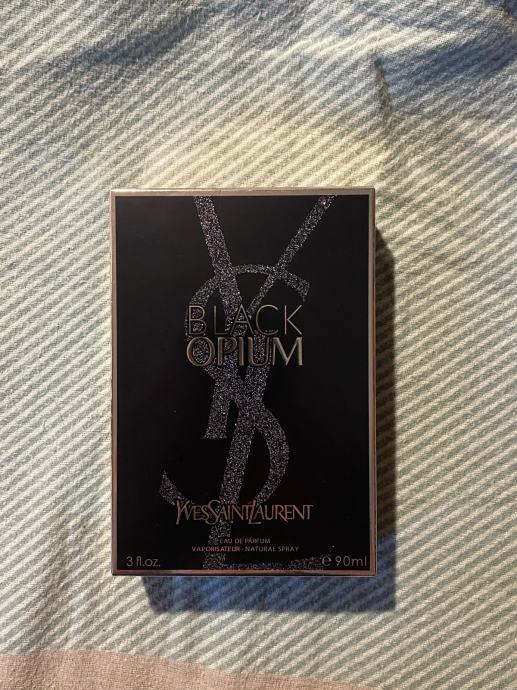 BLACK
OPIUM
YVESSAINTLAURENT
EAU DE PARFUM
VAPORISATEUR - NATURAL SPRAY
3 fl.oz. ℮ 90ml